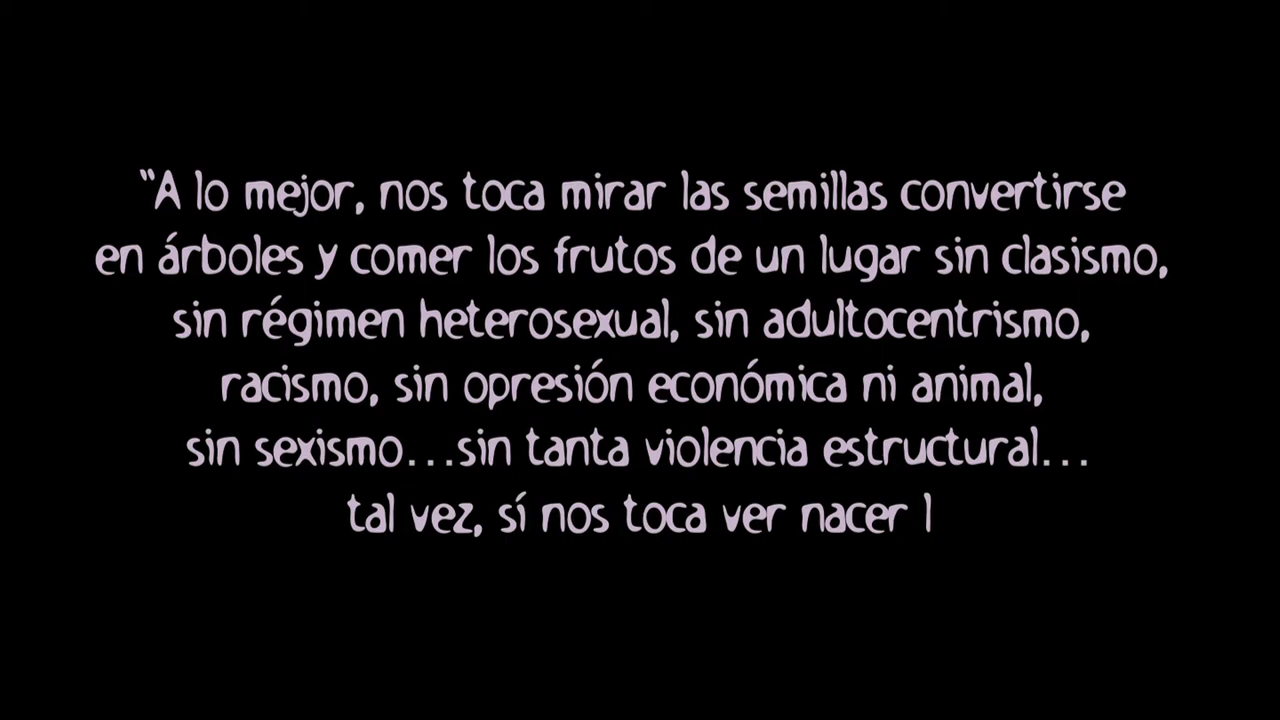 "A lo mejor, nos toca mirar las semillas convertirse
en árboles y comer los frutos de un lugar sin clasismo,
sin régimen heterosexual, sin adultocentrismo,
racismo, sin opresión económica ni animal,
sin sexismo...sin tanta violencia estructural...
tal vez, sí nos toca ver nacer l